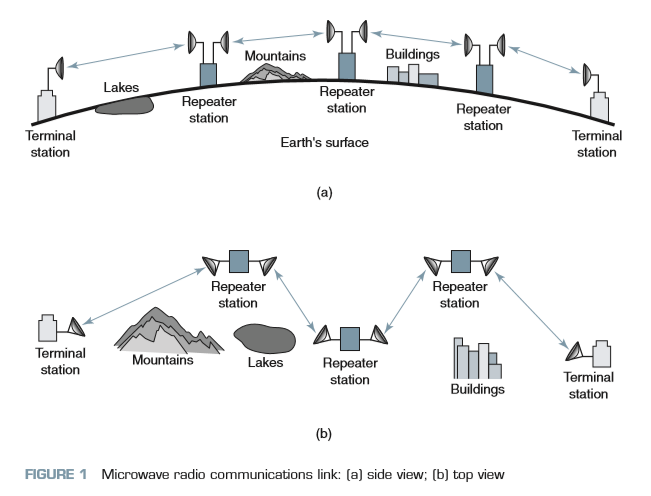 Mountains
Buildings
Lakes
Repeater
station
Repeater
station
Repeater
station
Terminal
station
Earth's surface
Terminal
station
(a)
Repeater
station
Repeater
station
Terminal
station
Mountains
Lakes
Repeater
station
Buildings
Terminal
station
(b)
FIGURE 1 Microwave radio communications link: (a) side view; (b) top view